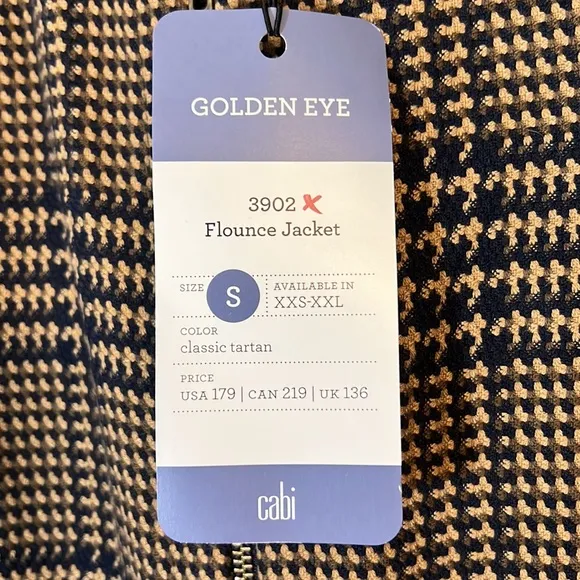 GOLDEN EYE
3902 X
Flounce Jacket
SIZE S
AVAILABLE IN
XXS-XXL
COLOR
classic tartan
PRICE
USA 179 | CAN 219 | UK 136
cabi